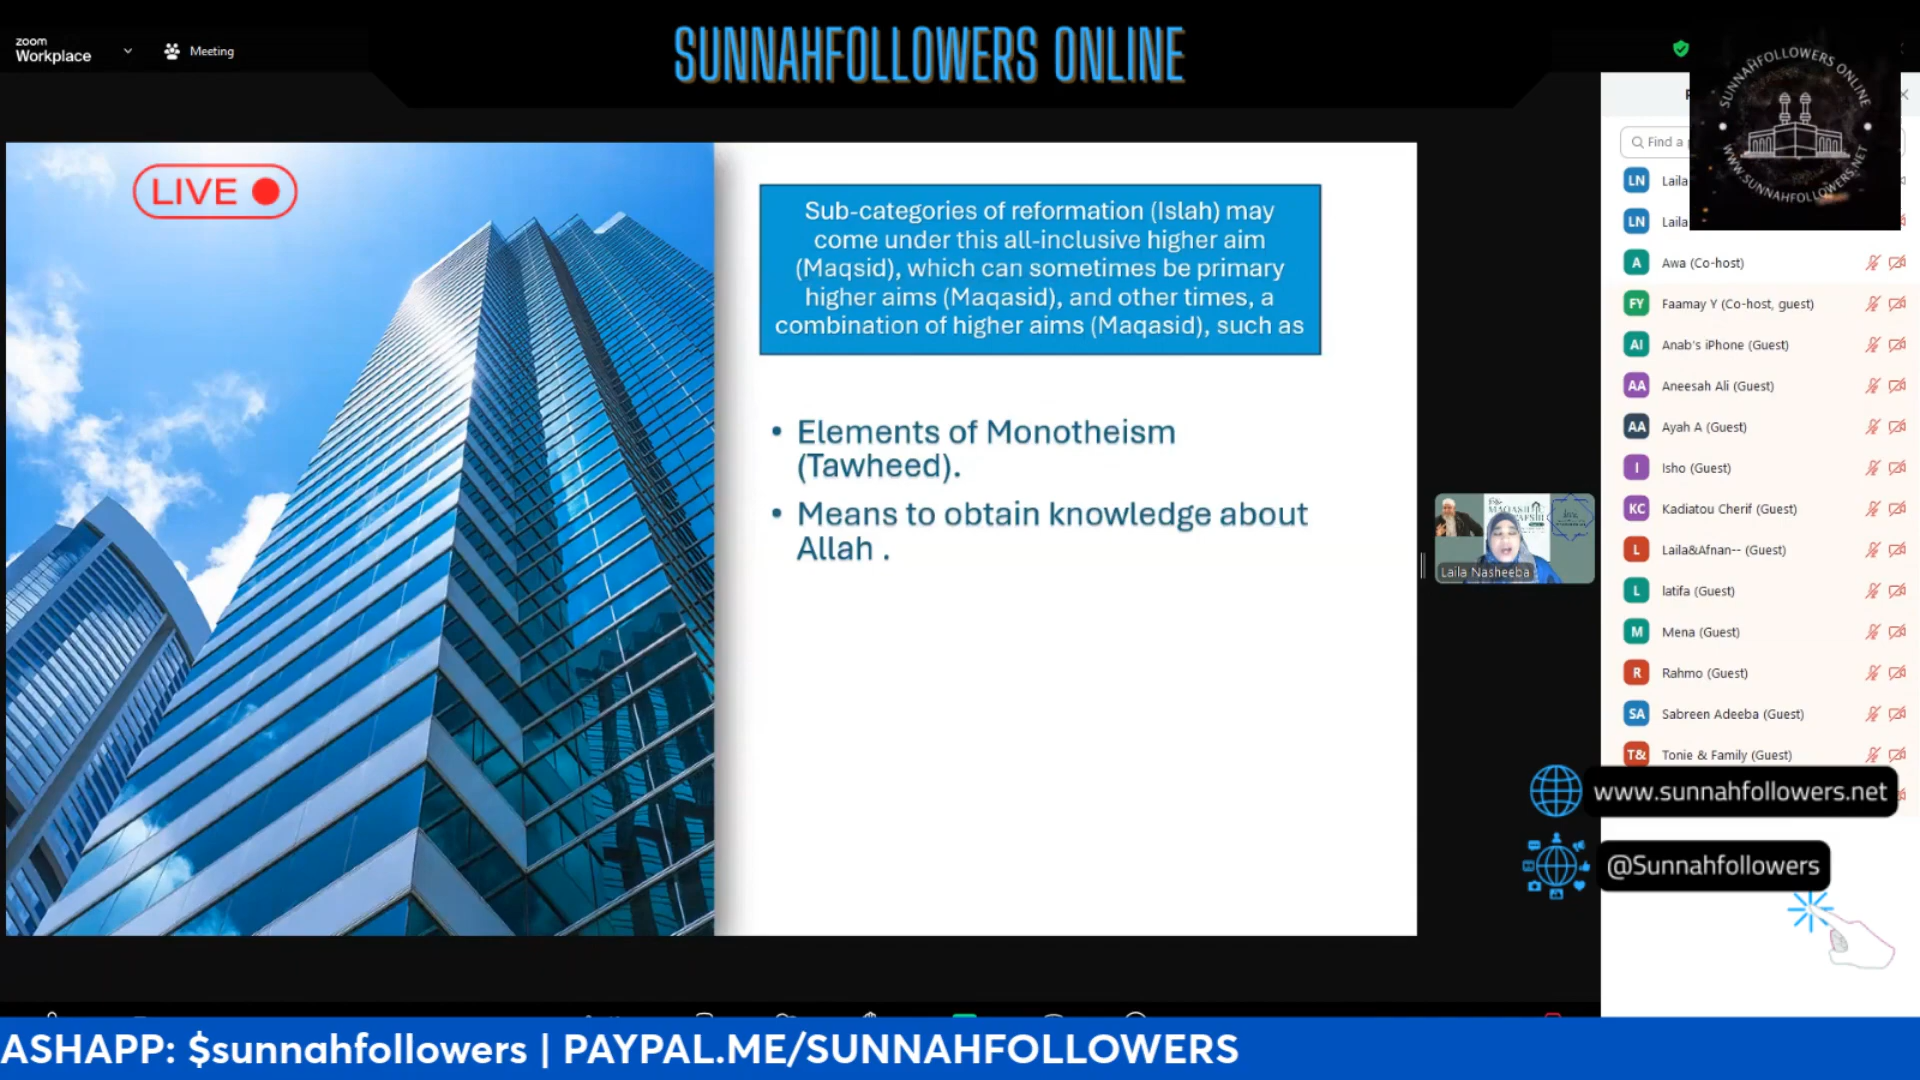 zoom
Workplace
Meeting
SUNNAHFOLLOWERS ONLINE
LIVE
Sub-categories of reformation (Islah) may
come under this all-inclusive higher aim
(Maqsid), which can sometimes be primary
higher aims (Maqasid), and other times, a
combination of higher aims (Maqasid), such as
• Elements of Monotheism
(Tawheed).
• Means to obtain knowledge about
Allah .
Laila Nasheeba
SUNNAHFOLLOWERS ONLINE
WWW.SUNNAHFOLLOWERS.NET
Find a
LN Laila
LN Laila
A Awa (Co-host)
FY Faamay Y (Co-host, guest)
AI Anab's iPhone (Guest)
AA Aneesah Ali (Guest)
AA Ayah A (Guest)
I Isho (Guest)
KC Kadiatou Cherif (Guest)
L Laila&Afnan-- (Guest)
L latifa (Guest)
M Mena (Guest)
R Rahmo (Guest)
SA Sabreen Adeeba (Guest)
T& Tonie & Family (Guest)
www.sunnahfollowers.net
@Sunnahfollowers
ASHAPP: $sunnahfollowers | PAYPAL.ME/SUNNAHFOLLOWERS